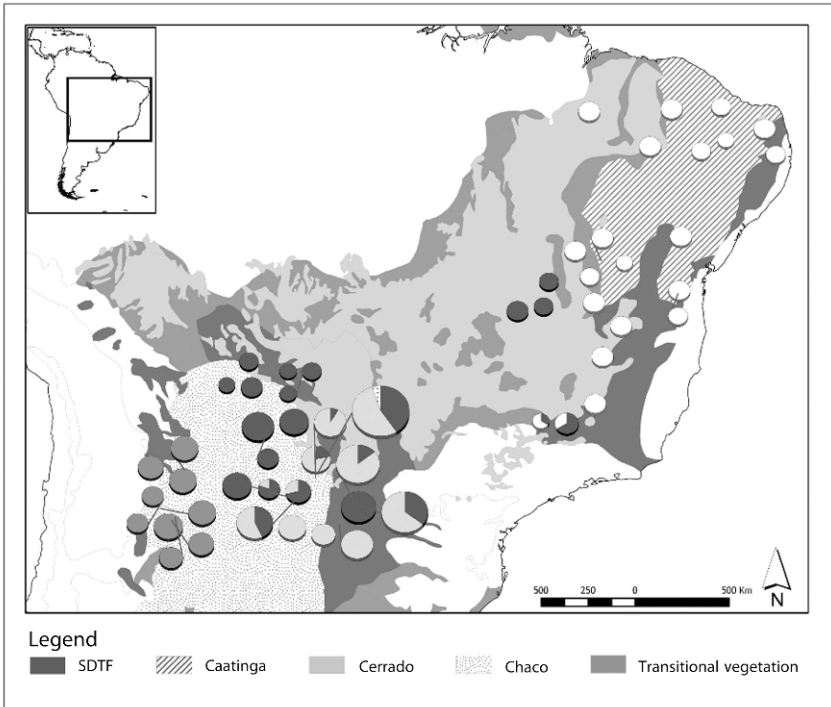 500 250 0 500 Km
N
Legend
SDTF Caatinga Cerrado Chaco Transitional vegetation